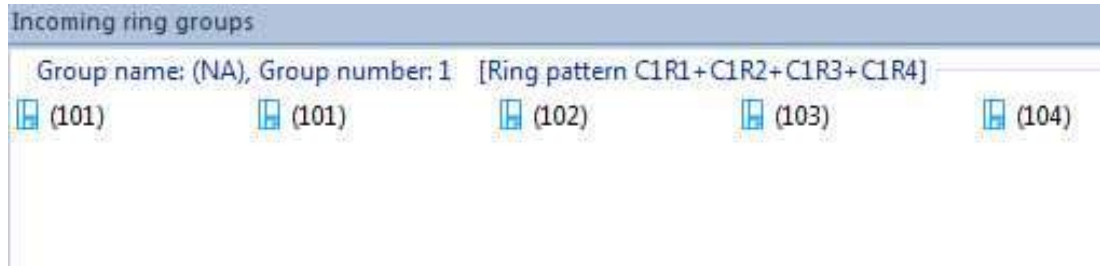 Incoming ring groups
Group name: (NA), Group number: 1 [Ring pattern C1R1+C1R2+C1R3+C1R4]
(101) (101) (102) (103) (104)